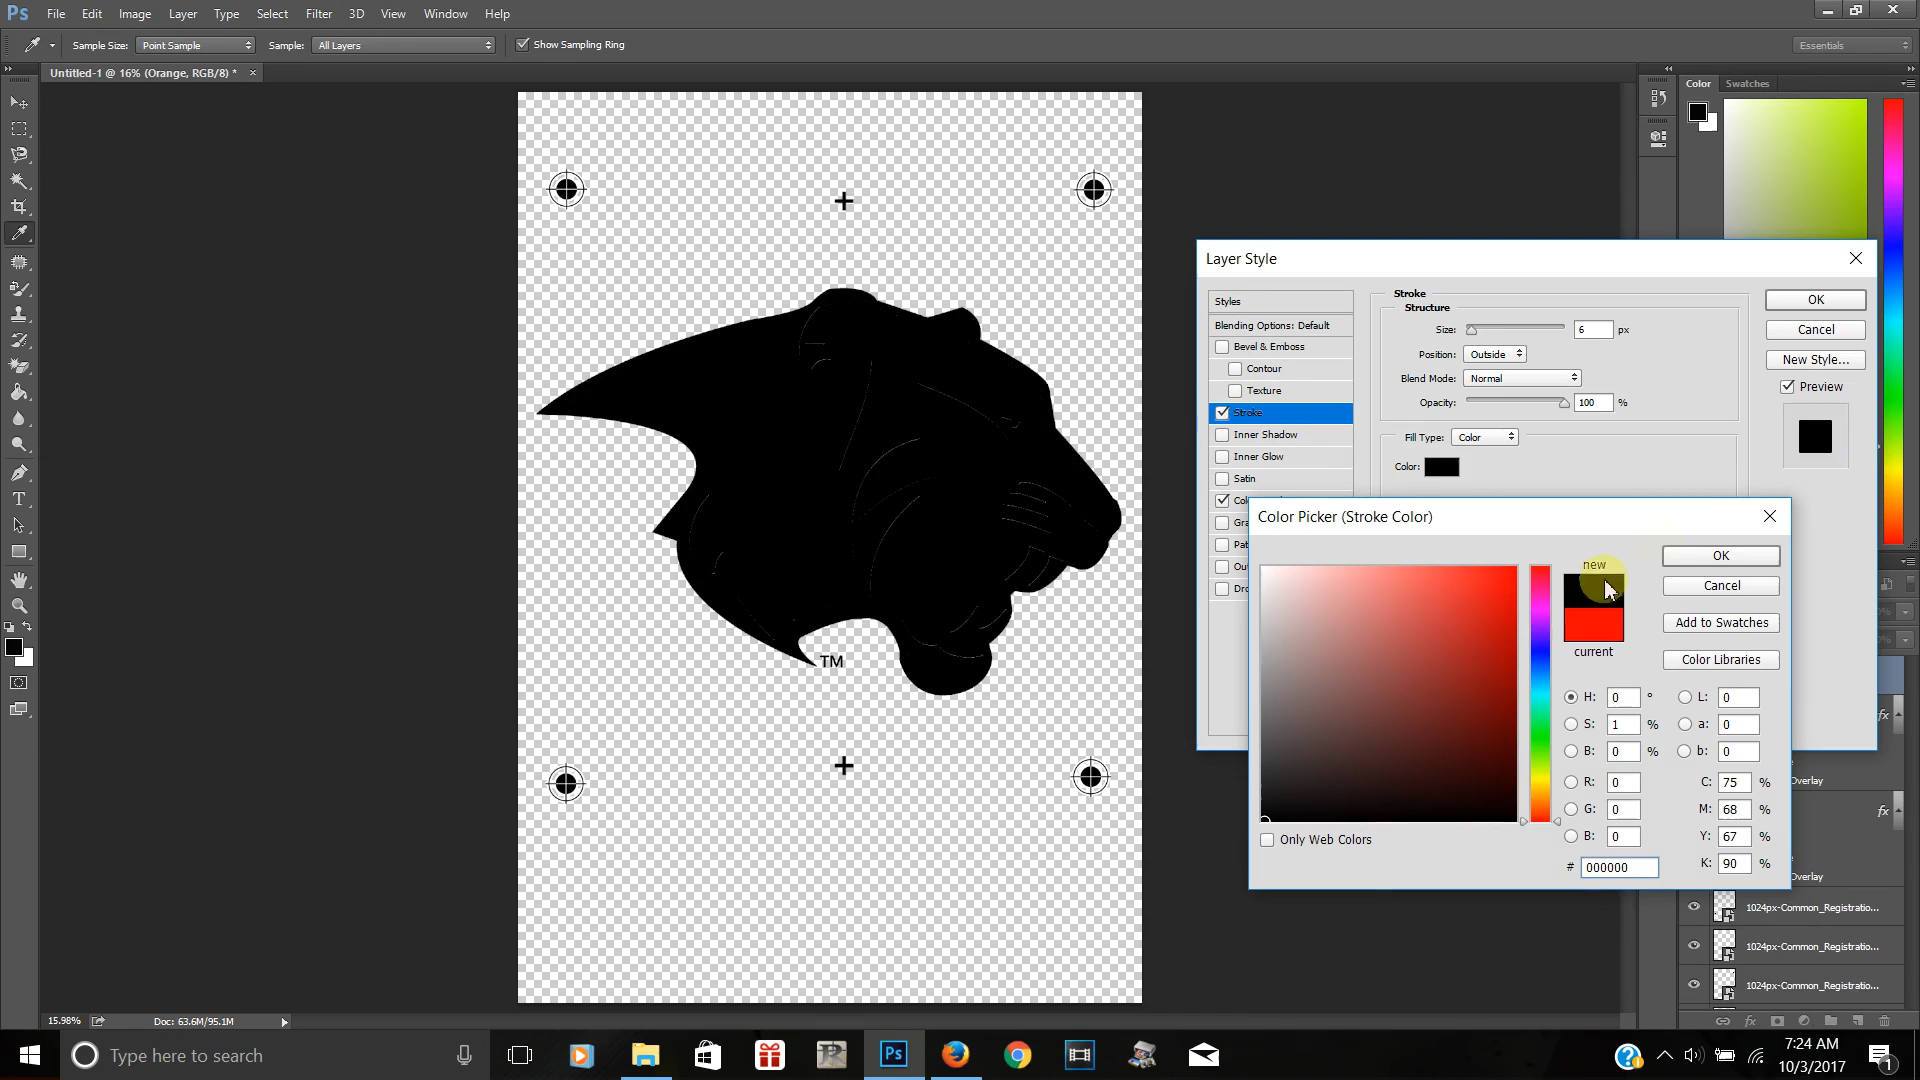 Ps File Edit Image Layer Type Select Filter 3D View Window Help
Sample Size: Point Sample Sample: All Layers Show Sampling Ring Essentials
Untitled-1 @ 16% (Orange, RGB/8) * ×
Color Swatches
TM
Layer Style
Styles
Blending Options: Default
Bevel & Emboss
Contour
Texture
Stroke
Inner Shadow
Inner Glow
Satin
Stroke
Structure
Size: 6 px
Position: Outside
Blend Mode: Normal
Opacity: 100 %
Fill Type: Color
Color:
OK
Cancel
New Style...
Preview
Color Picker (Stroke Color)
new
current
OK
Cancel
Add to Swatches
Color Libraries
H: 0 ° L: 0
S: 1 % a: 0
B: 0 % b: 0
R: 0 C: 75 %
G: 0 M: 68 %
B: 0 Y: 67 %
# 000000 K: 90 %
Only Web Colors
fx
fx
1024px-Common_Registratio...
1024px-Common_Registratio...
1024px-Common_Registratio...
15.98% Doc: 63.6M/95.1M
Type here to search
Ps
7:24 AM
10/3/2017
1